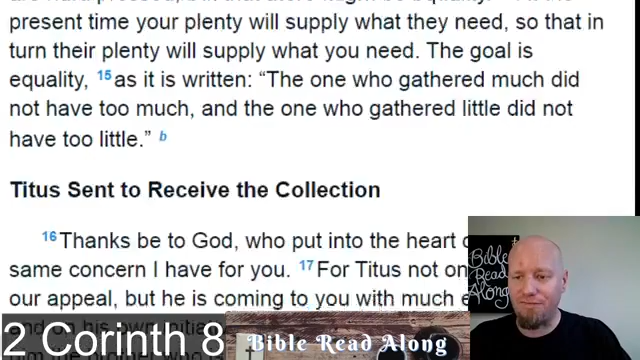 present time your plenty will supply what they need, so that in
turn their plenty will supply what you need. The goal is
equality, 15 as it is written: “The one who gathered much did
not have too much, and the one who gathered little did not
have too little.” b
Titus Sent to Receive the Collection
16 Thanks be to God, who put into the heart
same concern I have for you. 17 For Titus not
our appeal, but he is coming to you with much
2 Corinth 8
Bible Read Along
Bible
Read
Along